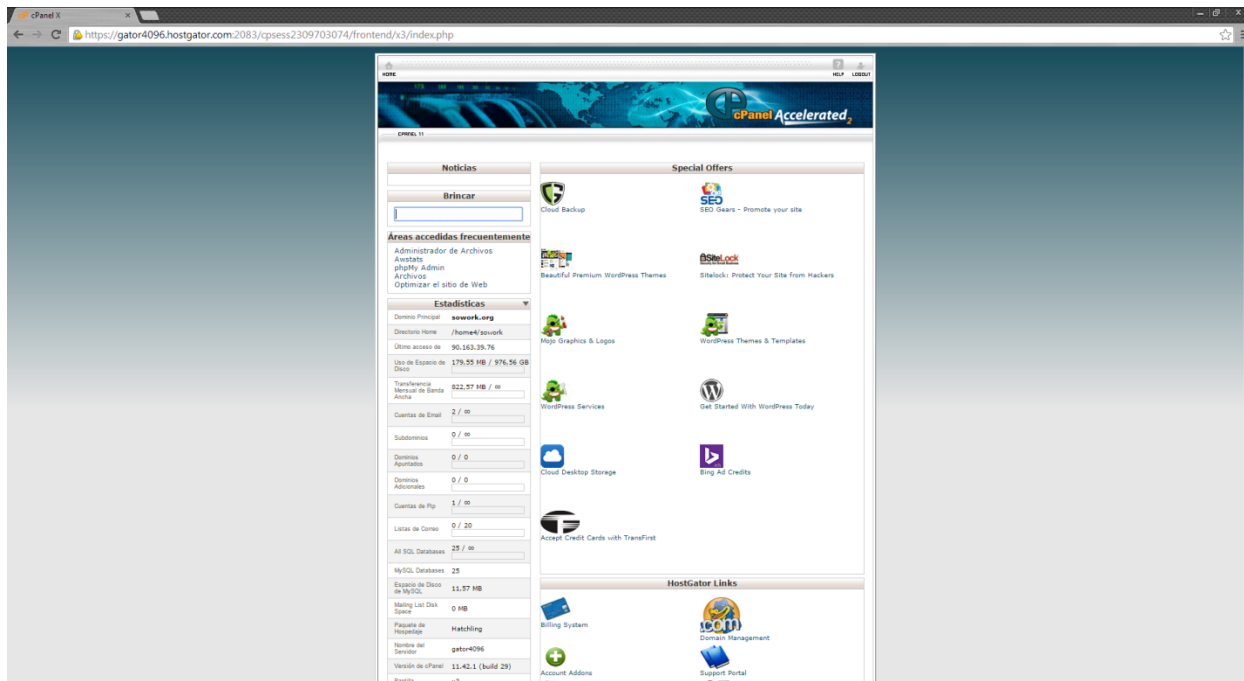 cPanel X
https://gator4096.hostgator.com:2083/cpsess2309703074/frontend/x3/index.php
HOME
HELP LOGOUT
cPanel Accelerated2
CPANEL 11
Noticias
Brincar
Áreas accedidas frecuentemente
Administrador de Archivos
Awstats
phpMy Admin
Archivos
Optimizar el sitio de Web
Estadísticas
Dominio Principal sowork.org
Directorio Home /home4/sowork
Último acceso de 90.163.39.76
Uso de Espacio de Disco 179,55 MB / 976,56 GB
Transferencia Mensual de Banda Ancha 822,57 MB / ∞
Cuentas de Email 2 / ∞
Subdominios 0 / ∞
Dominios Apuntados 0 / 0
Dominios Adicionales 0 / 0
Cuentas de Ftp 1 / ∞
Listas de Correo 0 / 20
All SQL Databases 25 / ∞
MySQL Databases 25
Espacio de Disco de MySQL 11,57 MB
Mailing List Disk Space 0 MB
Paquete de Hospedaje Hatchling
Nombre del Servidor gator4096
Versión de cPanel 11.42.1 (build 29)
Special Offers
Cloud Backup
SEO
SEO Gears - Promote your site
Beautiful Premium WordPress Themes
SiteLock
Sitelock: Protect Your Site from Hackers
Mojo Graphics & Logos
WordPress Themes & Templates
WordPress Services
Get Started With WordPress Today
Cloud Desktop Storage
Bing Ad Credits
Accept Credit Cards with TransFirst
HostGator Links
Billing System
.com
Domain Management
Account Addons
Support Portal